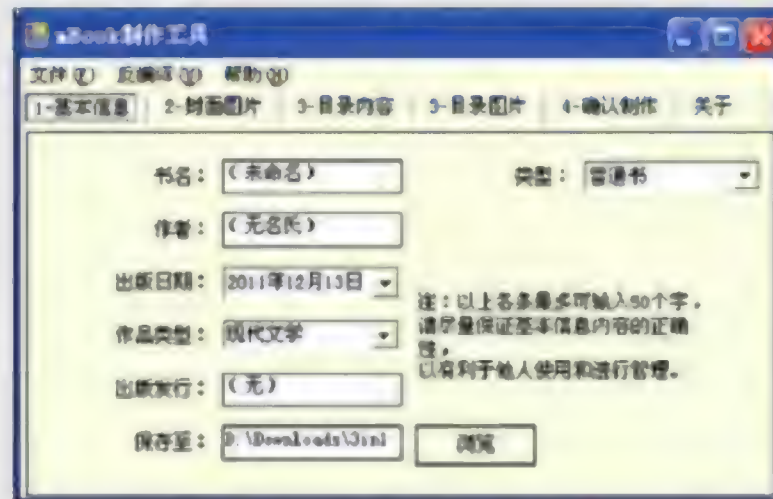 uBook制作工具
文件(F) 反编译(V) 帮助(H)
1-基本信息 2-封面图片 3-目录内容 3-目录图片 4-确认制作 关于
书名： （未命名） 类型： 普通书
作者： （无名氏）
出版日期： 2011年12月13日
注：以上各条最多可输入50个字，
请尽量保证基本信息内容的正确
性，
作品类型： 现代文学
以有利于他人使用和进行管理。
出版发行： （无）
保存至： D:\Downloads\Jin1 浏览